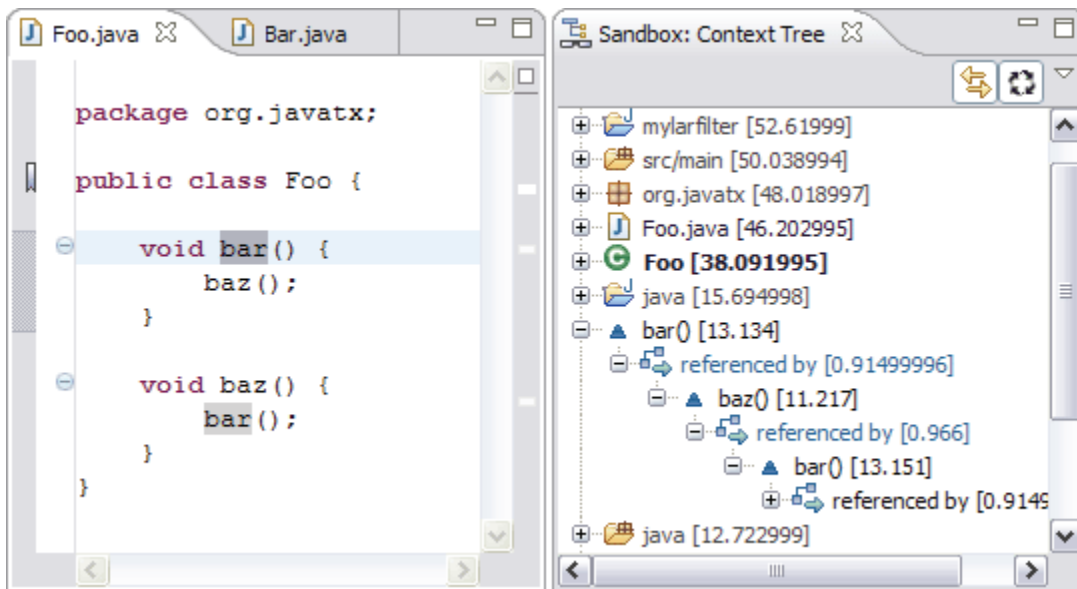 Foo.java
Bar.java
package org.javatx;
public class Foo {
void bar() {
baz();
}
void baz() {
bar();
}
}
Sandbox: Context Tree
mylarfilter [52.61999]
src/main [50.038994]
org.javatx [48.018997]
Foo.java [46.202995]
Foo [38.091995]
java [15.694998]
bar() [13.134]
referenced by [0.91499996]
baz() [11.217]
referenced by [0.966]
bar() [13.151]
referenced by [0.9149
java [12.722999]